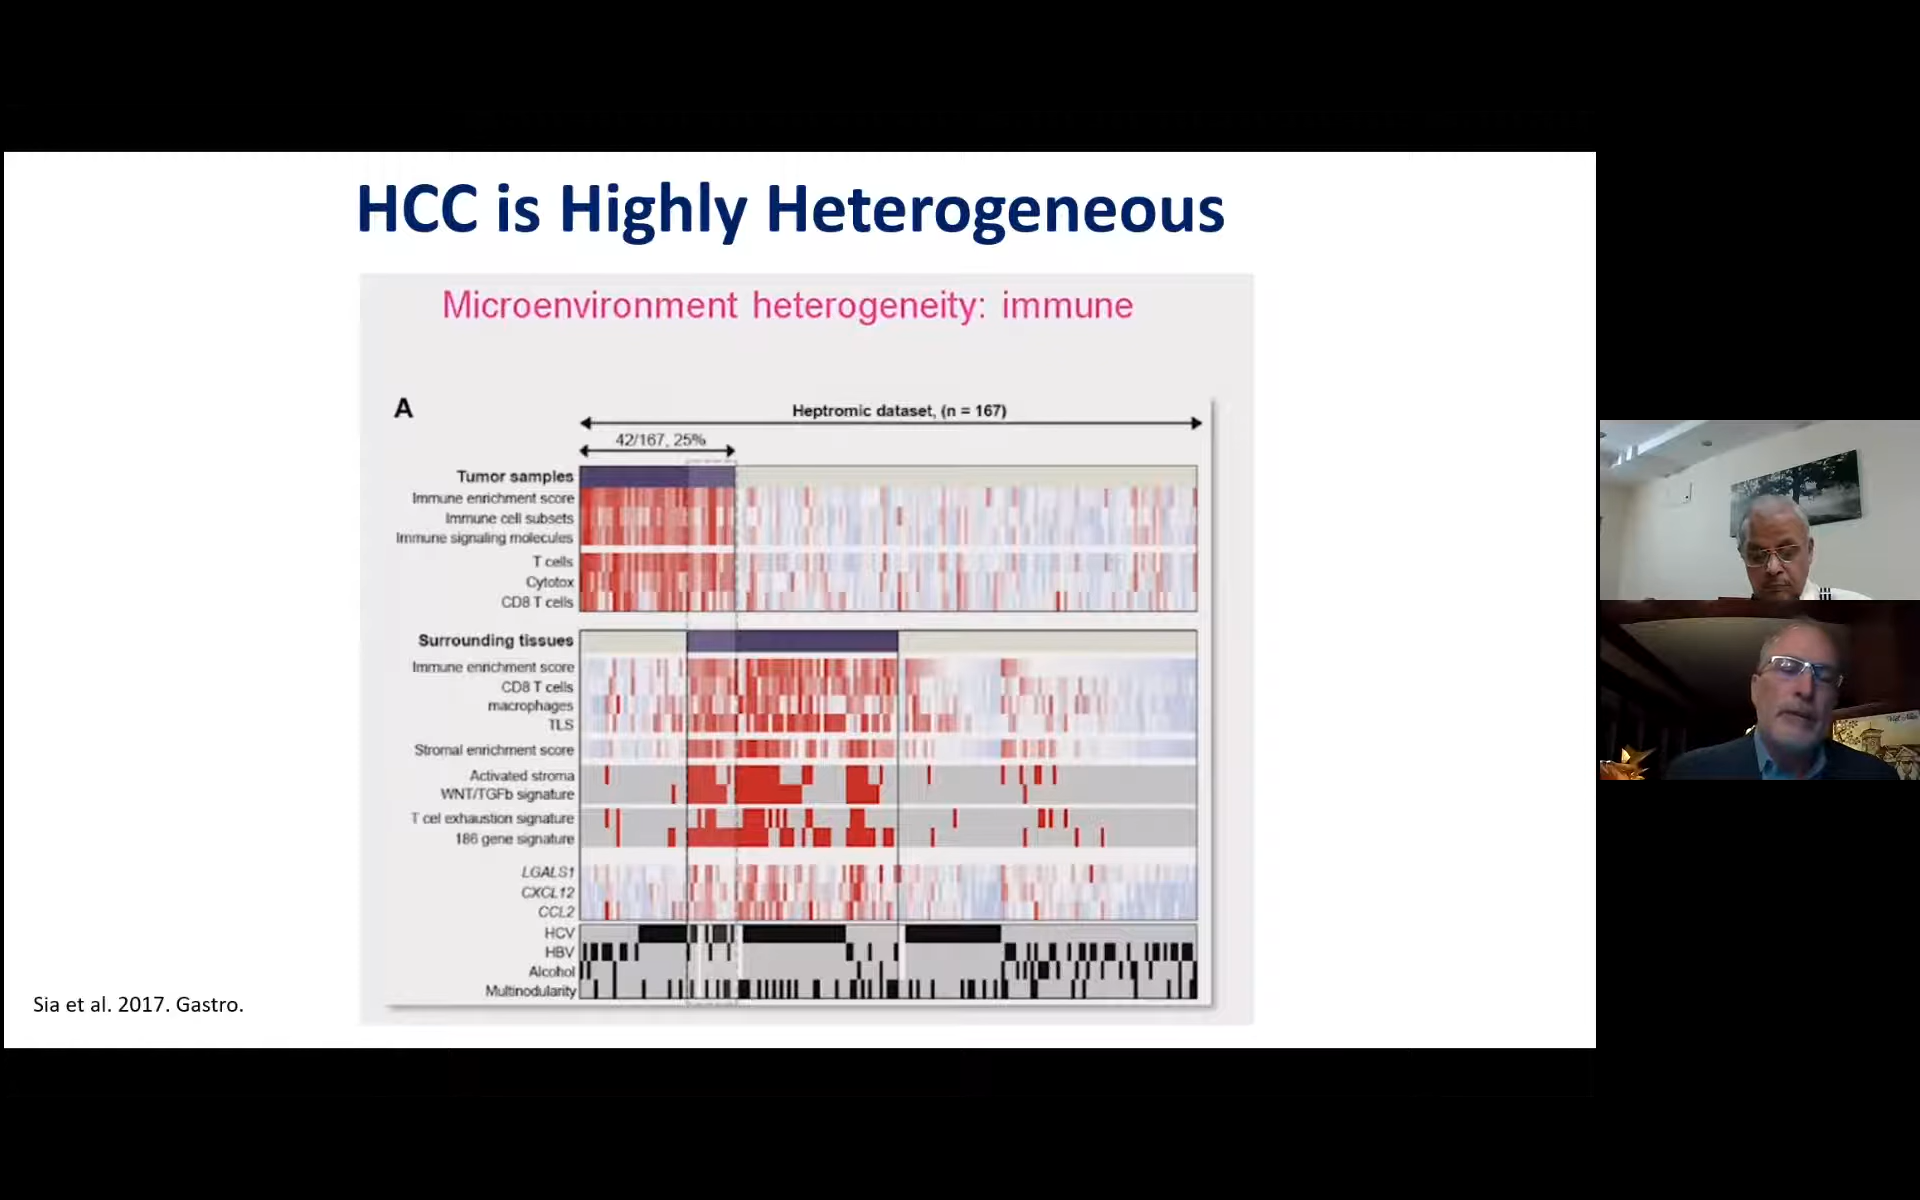 HCC is Highly Heterogeneous
Microenvironment heterogeneity: immune
A
Heptromic dataset, (n = 167)
42/167, 25%
Tumor samples
Immune enrichment score
Immune cell subsets
Immune signaling molecules
T cells
Cytotox
CD8 T cells
Surrounding tissues
Immune enrichment score
CD8 T cells
macrophages
TLS
Stromal enrichment score
Activated stroma
WNT/TGFb signature
T cel exhaustion signature
186 gene signature
LGALS1
CXCL12
CCL2
HCV
HBV
Alcohol
Multinodularity
Sia et al. 2017. Gastro.